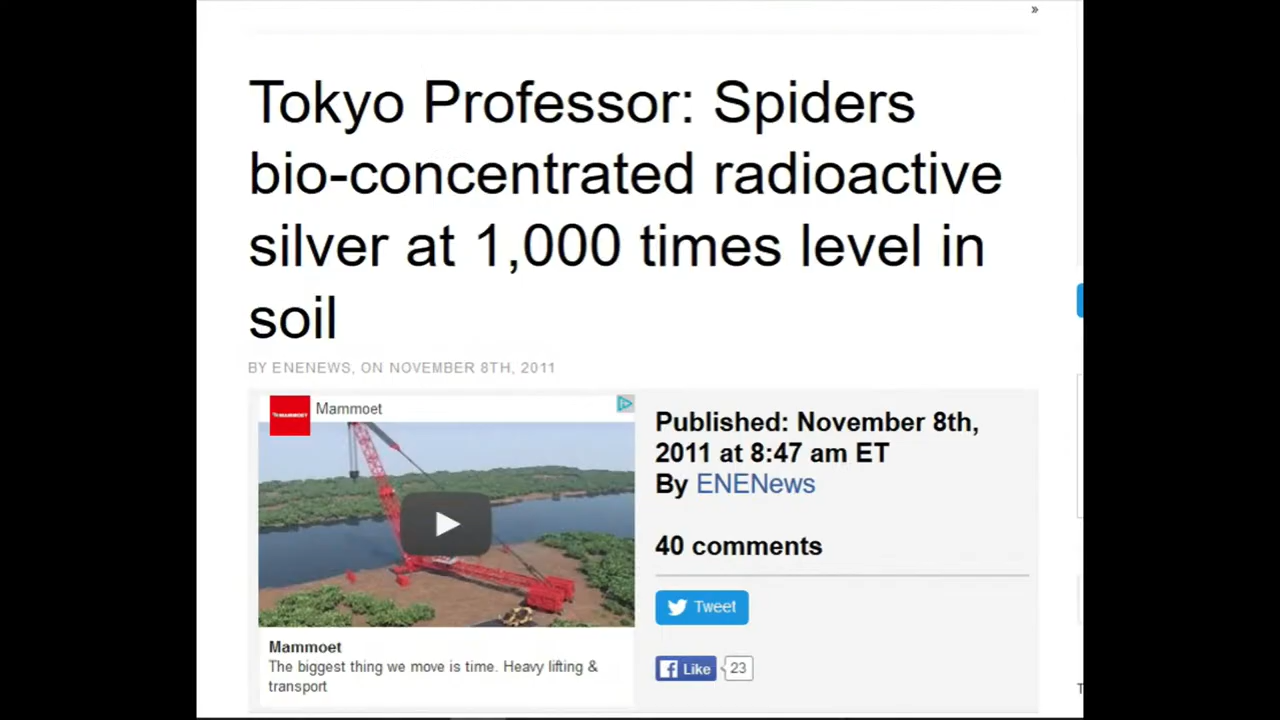 »
Tokyo Professor: Spiders
bio-concentrated radioactive
silver at 1,000 times level in
soil
BY ENENEWS, ON NOVEMBER 8TH, 2011
MAMMOET
Mammoet
Published: November 8th,
2011 at 8:47 am ET
By ENENews
40 comments
Tweet
Like 23
Mammoet
The biggest thing we move is time. Heavy lifting &
transport
T